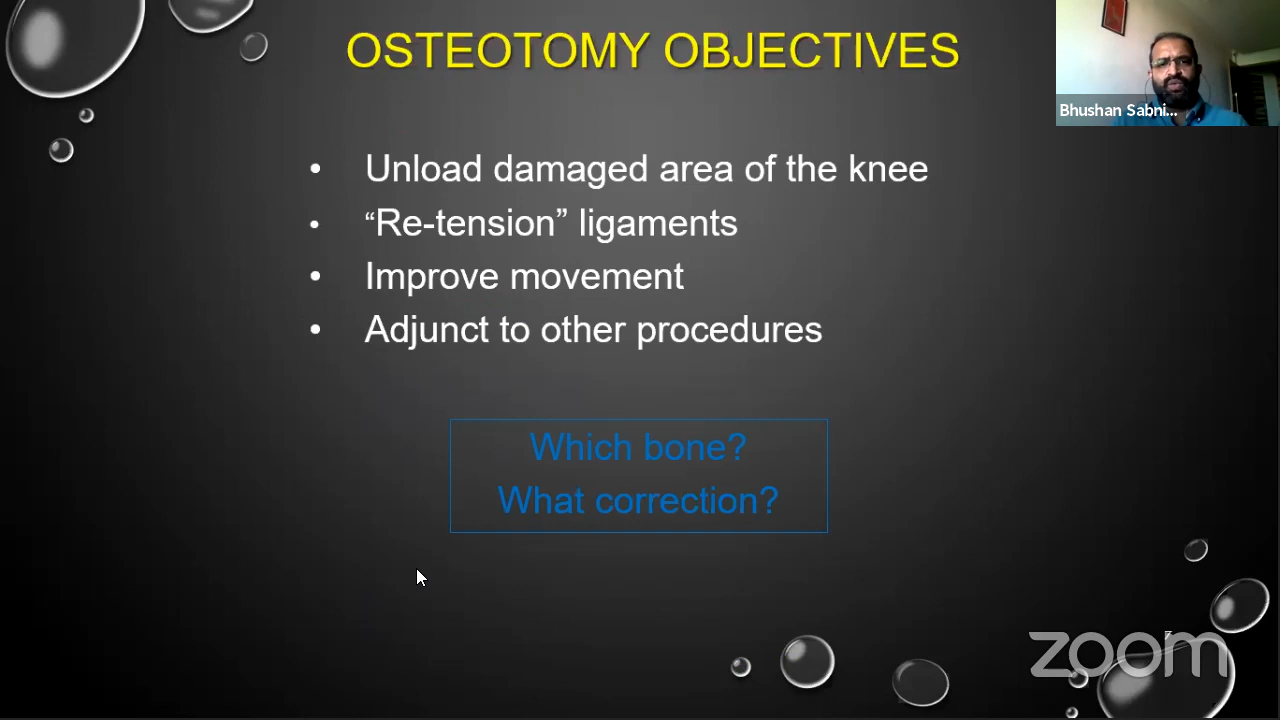 OSTEOTOMY OBJECTIVES
Bhushan Sabni...
• Unload damaged area of the knee
• “Re-tension” ligaments
• Improve movement
• Adjunct to other procedures
Which bone?
What correction?
7
zoom